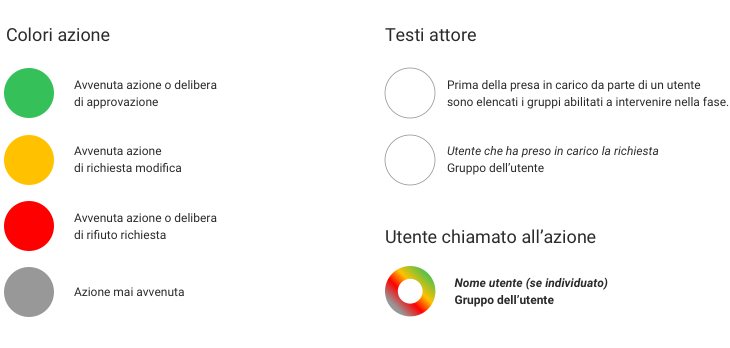 Colori azione
Avvenuta azione o delibera
di approvazione
Avvenuta azione
di richiesta modifica
Avvenuta azione o delibera
di rifiuto richiesta
Azione mai avvenuta
Testi attore
Prima della presa in carico da parte di un utente
sono elencati i gruppi abilitati a intervenire nella fase.
Utente che ha preso in carico la richiesta
Gruppo dell’utente
Utente chiamato all’azione
Nome utente (se individuato)
Gruppo dell’utente